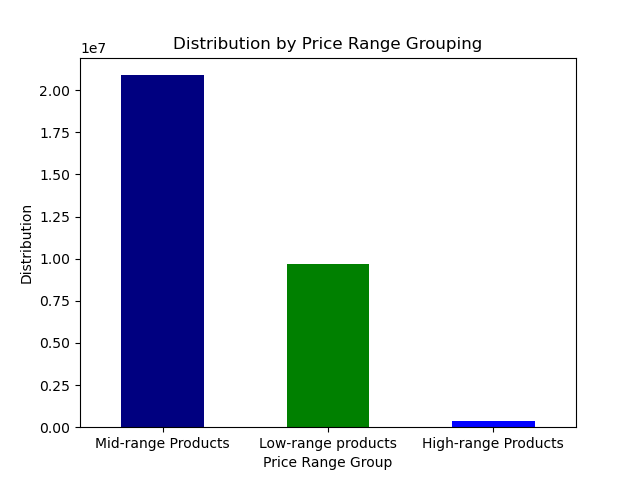 Distribution by Price Range Grouping
1e7
2.00
1.75
1.50
1.25
1.00
0.75
0.50
0.25
0.00
Distribution
Mid-range Products
Low-range products
High-range Products
Price Range Group